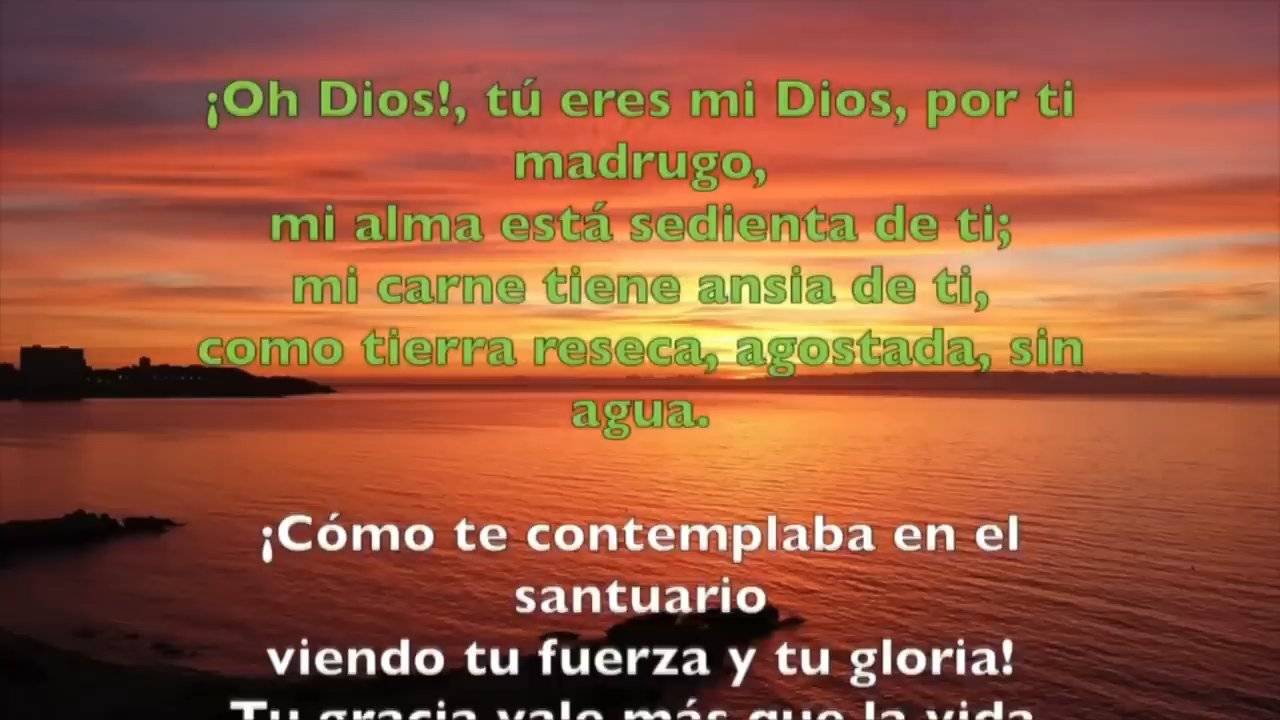 ¡Oh Dios!, tú eres mi Dios, por ti
madrugo,
mi alma está sedienta de ti;
mi carne tiene ansia de ti,
como tierra reseca, agostada, sin
agua.
¡Cómo te contemplaba en el
santuario
viendo tu fuerza y tu gloria!
Tu gracia vale más que la vida